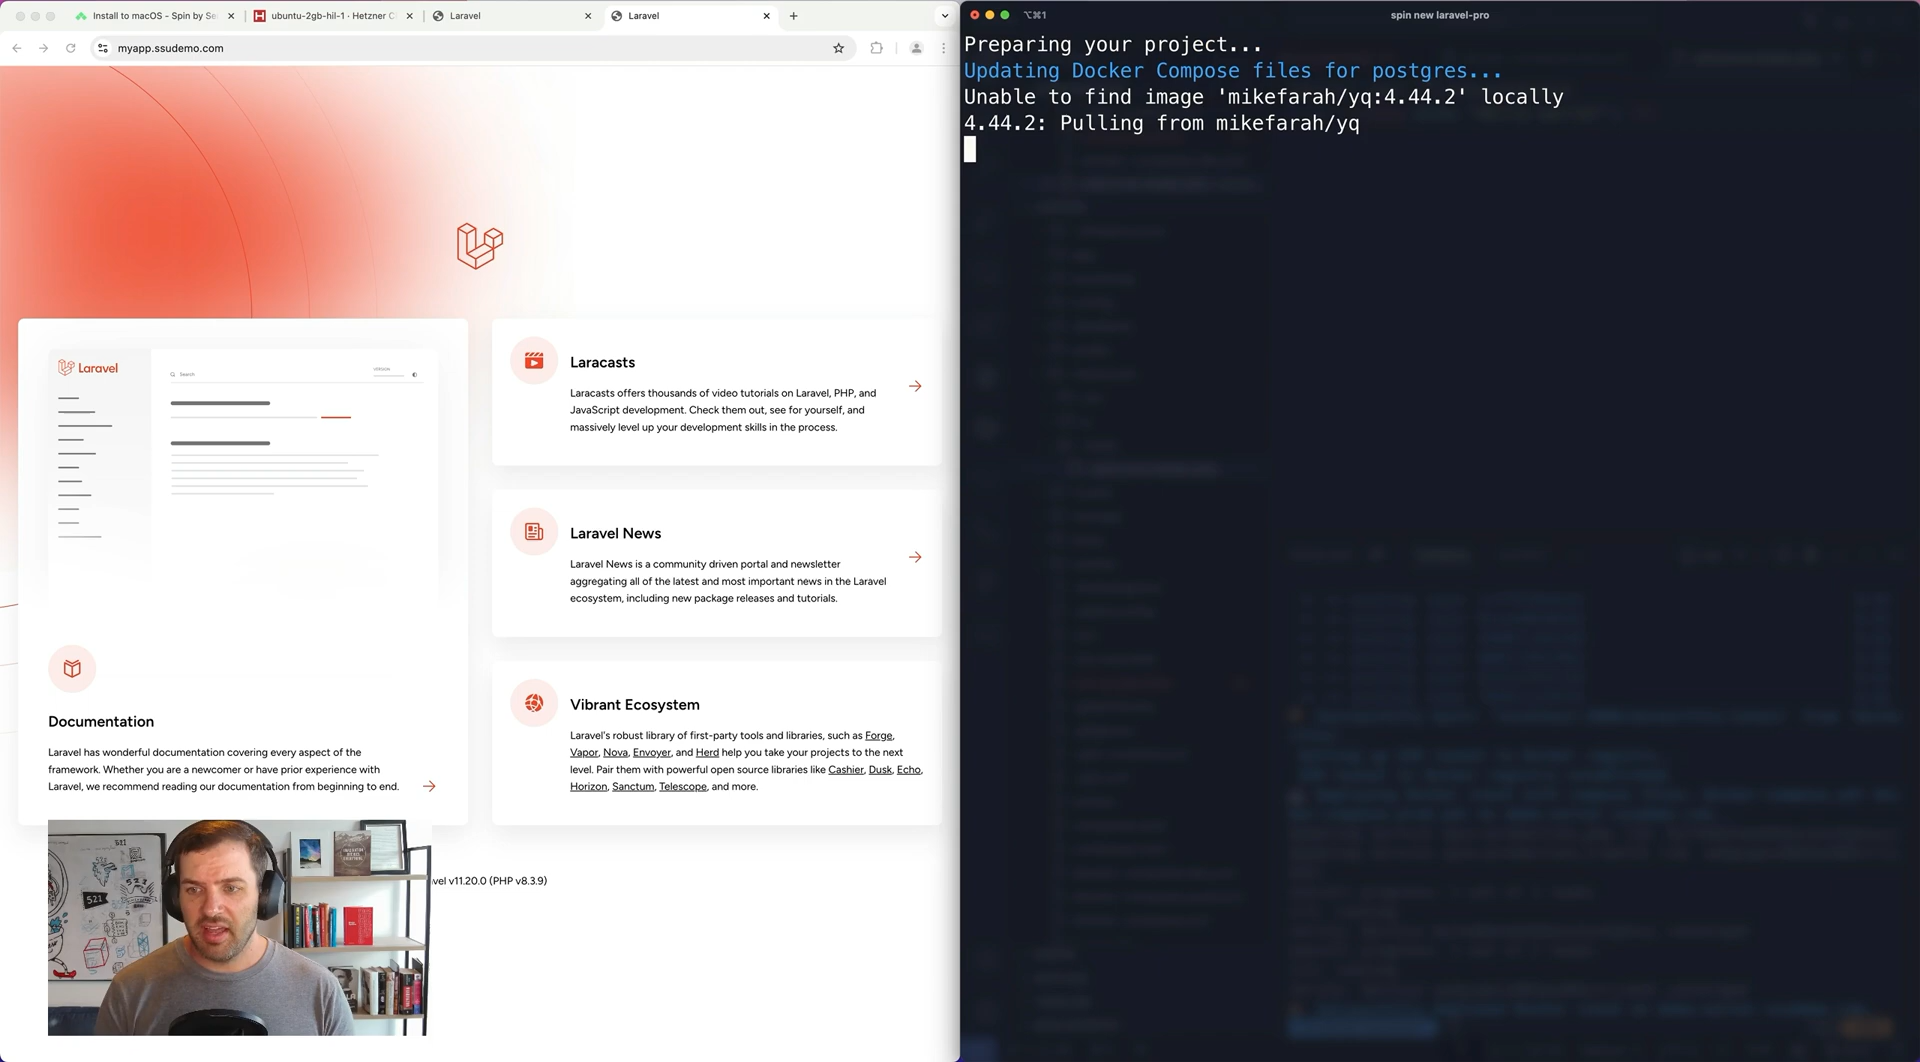 Install to macOS - Spin by Se
ubuntu-2gb-hil-1 · Hetzner C
Laravel
Laravel
myapp.ssudemo.com
Laravel
Search
VERSION
Documentation
Laravel has wonderful documentation covering every aspect of the
framework. Whether you are a newcomer or have prior experience with
Laravel, we recommend reading our documentation from beginning to end.
Laracasts
Laracasts offers thousands of video tutorials on Laravel, PHP, and
JavaScript development. Check them out, see for yourself, and
massively level up your development skills in the process.
Laravel News
Laravel News is a community driven portal and newsletter
aggregating all of the latest and most important news in the Laravel
ecosystem, including new package releases and tutorials.
Vibrant Ecosystem
Laravel's robust library of first-party tools and libraries, such as Forge,
Vapor, Nova, Envoyer, and Herd help you take your projects to the next
level. Pair them with powerful open source libraries like Cashier, Dusk, Echo,
Horizon, Sanctum, Telescope, and more.
vel v11.20.0 (PHP v8.3.9)
521
521
521
⌥⌘1
spin new laravel-pro
Preparing your project...
Updating Docker Compose files for postgres...
Unable to find image 'mikefarah/yq:4.44.2' locally
4.44.2: Pulling from mikefarah/yq